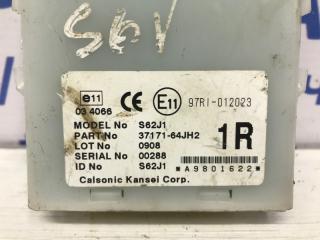 S6V
e11
03 4066
CE
E11
97RI-012023
MODEL No S62J1
PART No 37171-64JH2
LOT No 0908
SERIAL No 00288
ID No S62J1
1R
*A9801622*
Calsonic Kansei Corp.